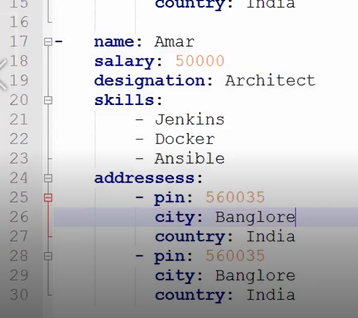 15 country: India
16
17 - name: Amar
18 salary: 50000
19 designation: Architect
20 skills:
21 - Jenkins
22 - Docker
23 - Ansible
24 addressess:
25 - pin: 560035
26 city: Banglore
27 country: India
28 - pin: 560035
29 city: Banglore
30 country: India